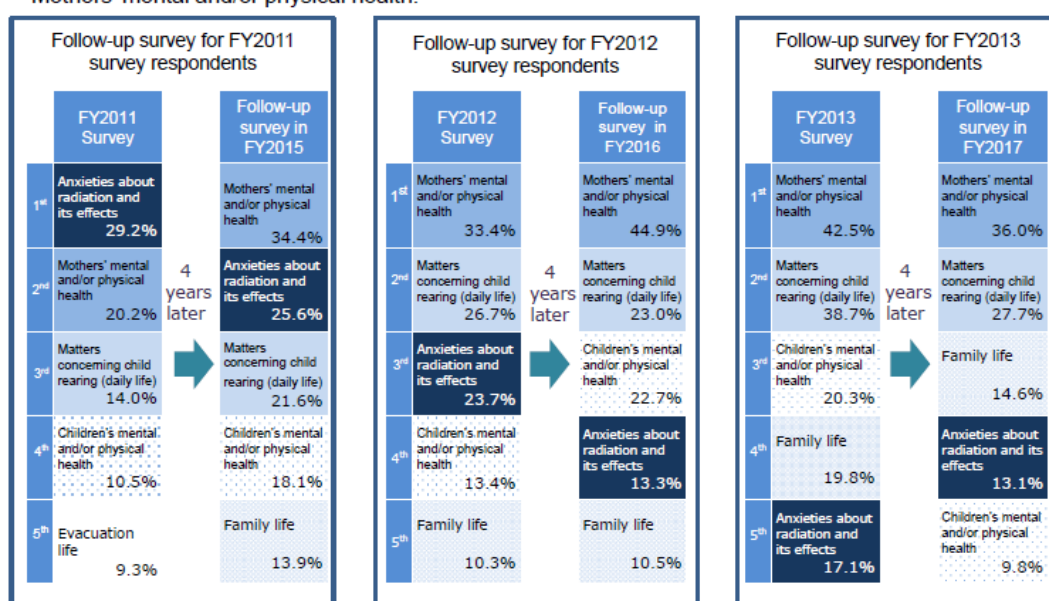 Mothers' mental and/or physical health.
Follow-up survey for FY2011
survey respondents
FY2011
Survey
Follow-up
survey in
FY2015
1st
Anxieties about
radiation and
its effects
29.2%
Mothers' mental
and/or physical
health
34.4%
2nd
Mothers' mental
and/or physical
health
20.2%
4
years
later
Anxieties about
radiation and
its effects
25.6%
3rd
Matters
concerning child
rearing (daily life)
14.0%
Matters
concerning child
rearing (daily life)
21.6%
4th
Children's mental
and/or physical
health
10.5%
Children's mental
and/or physical
health
18.1%
5th
Evacuation
life
9.3%
Family life
13.9%
Follow-up survey for FY2012
survey respondents
FY2012
Survey
Follow-up
survey in
FY2016
1st
Mothers' mental
and/or physical
health
33.4%
Mothers' mental
and/or physical
health
44.9%
2nd
Matters
concerning child
rearing (daily life)
26.7%
4
years
later
Matters
concerning child
rearing (daily life)
23.0%
3rd
Anxieties about
radiation and
its effects
23.7%
Children's mental
and/or physical
health
22.7%
4th
Children's mental
and/or physical
health
13.4%
Anxieties about
radiation and
its effects
13.3%
5th
Family life
10.3%
Family life
10.5%
Follow-up survey for FY2013
survey respondents
FY2013
Survey
Follow-up
survey in
FY2017
1st
Mothers' mental
and/or physical
health
42.5%
Mothers' mental
and/or physical
health
36.0%
2nd
Matters
concerning child
rearing (daily life)
38.7%
4
years
later
Matters
concerning child
rearing (daily life)
27.7%
3rd
Children's mental
and/or physical
health
20.3%
Family life
14.6%
4th
Family life
19.8%
Anxieties about
radiation and its
effects
13.1%
5th
Anxieties about
radiation and
its effects
17.1%
Children's mental
and/or physical
health
9.8%